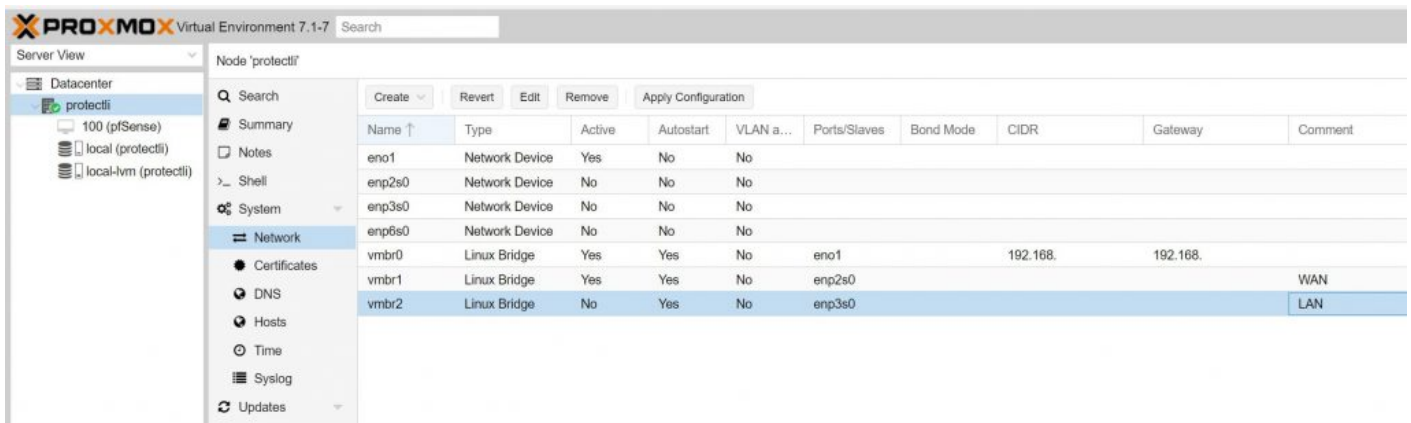 PROXMOX Virtual Environment 7.1-7 Search
Server View
Datacenter
protectli
100 (pfSense)
local (protectli)
local-lvm (protectli)
Node 'protectli'
Search
Summary
Notes
>_ Shell
System
Network
Certificates
DNS
Hosts
Time
Syslog
Updates
Create Revert Edit Remove Apply Configuration
Name Type Active Autostart VLAN a... Ports/Slaves Bond Mode CIDR Gateway Comment
eno1 Network Device Yes No No
enp2s0 Network Device No No No
enp3s0 Network Device No No No
enp6s0 Network Device No No No
vmbr0 Linux Bridge Yes Yes No eno1 192.168. 192.168.
vmbr1 Linux Bridge Yes Yes No enp2s0 WAN
vmbr2 Linux Bridge No Yes No enp3s0 LAN